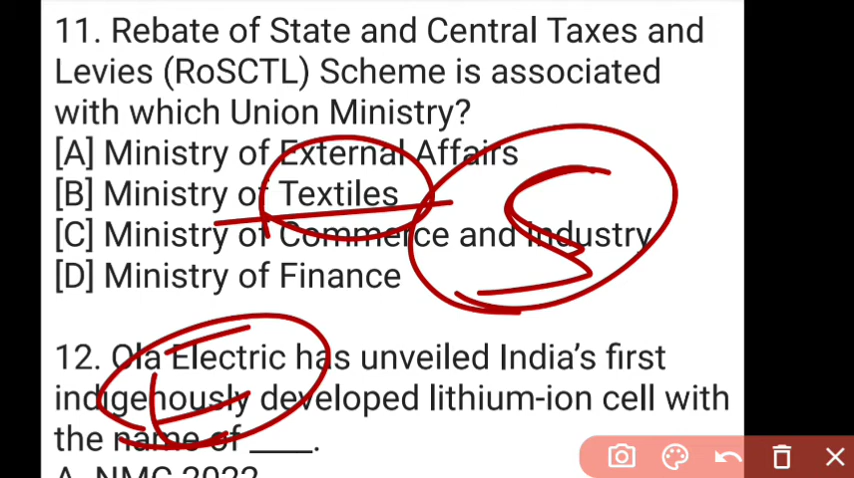 11. Rebate of State and Central Taxes and
Levies (RoSCTL) Scheme is associated
with which Union Ministry?
[A] Ministry of External Affairs
[B] Ministry of Textiles
[C] Ministry of Commerce and Industry
[D] Ministry of Finance
12. Ola Electric has unveiled India's first
indigenously developed lithium-ion cell with
the name of ____.
A. NMC 2022